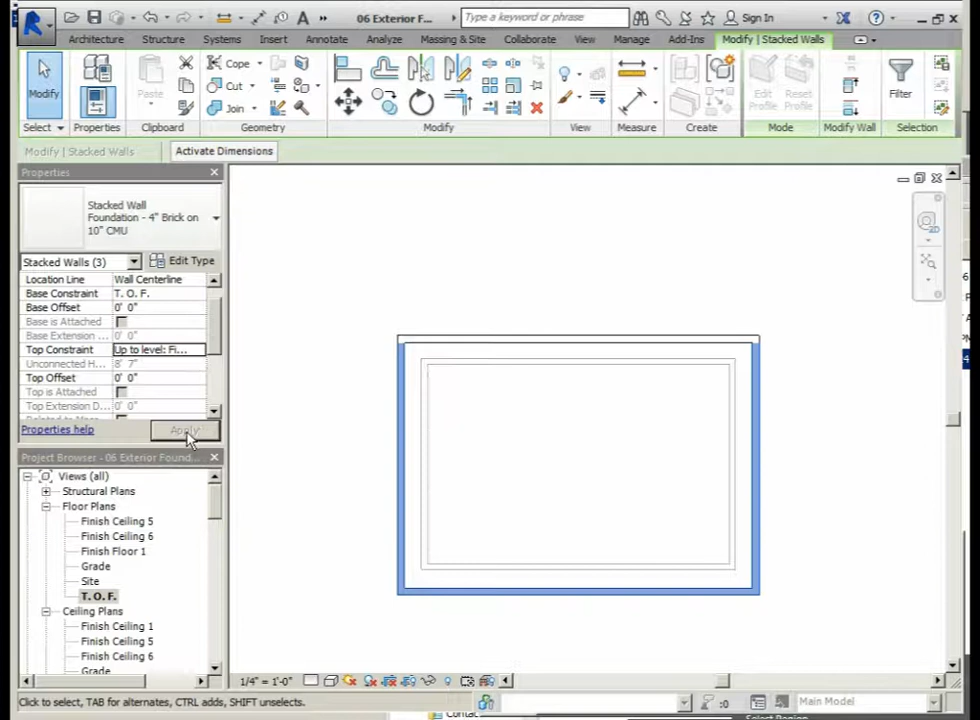 06 Exterior F...
Type a keyword or phrase
Sign In
Architecture Structure Systems Insert Annotate Analyze Massing & Site Collaborate View Manage Add-Ins Modify | Stacked Walls
Modify
Paste
Cope
Cut
Join
Edit Profile
Reset Profile
Filter
Select Properties Clipboard Geometry Modify View Measure Create Mode Modify Wall Selection
Modify | Stacked Walls Activate Dimensions
Properties
Stacked Wall
Foundation - 4" Brick on
10" CMU
Stacked Walls (3) Edit Type
Location Line Wall Centerline
Base Constraint T. O. F.
Base Offset 0' 0"
Base is Attached
Base Extension ... 0' 0"
Top Constraint Up to level: Fi...
Unconnected H... 8' 7"
Top Offset 0' 0"
Top is Attached
Top Extension D... 0' 0"
Properties help Apply
Project Browser - 06 Exterior Found...
Views (all)
Structural Plans
Floor Plans
Finish Ceiling 5
Finish Ceiling 6
Finish Floor 1
Grade
Site
T. O. F.
Ceiling Plans
Finish Ceiling 1
Finish Ceiling 5
Finish Ceiling 6
Grade
2D
1/4" = 1'-0"
Click to select, TAB for alternates, CTRL adds, SHIFT unselects.
:0
Main Model